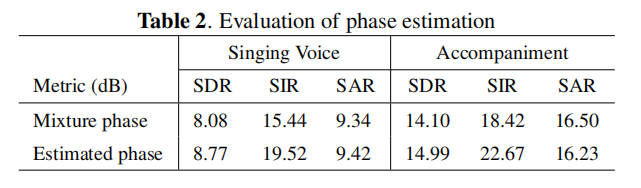 Table 2. Evaluation of phase estimation
Singing Voice Accompaniment
Metric (dB) SDR SIR SAR SDR SIR SAR
Mixture phase 8.08 15.44 9.34 14.10 18.42 16.50
Estimated phase 8.77 19.52 9.42 14.99 22.67 16.23